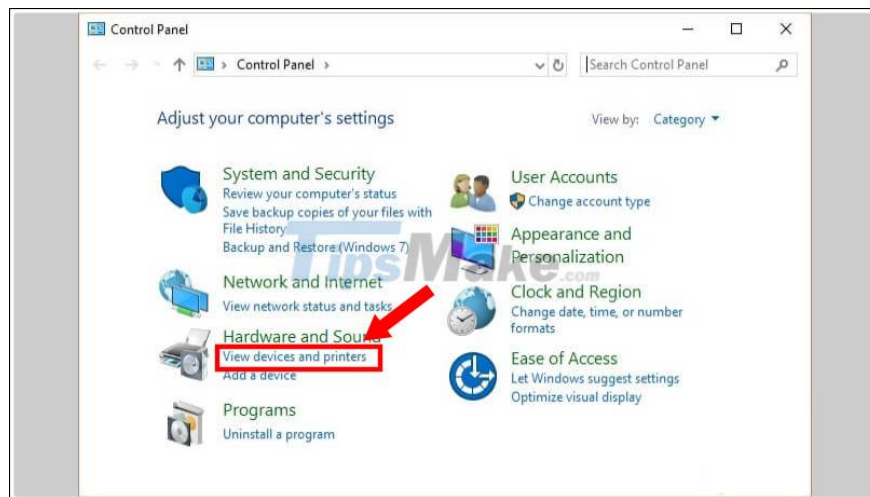 Control Panel
Control Panel
Search Control Panel
Adjust your computer's settings
View by: Category
System and Security
Review your computer's status
Save backup copies of your files with
File History
Backup and Restore (Windows 7)
Network and Internet
View network status and tasks
Hardware and Sound
View devices and printers
Add a device
Programs
Uninstall a program
User Accounts
Change account type
Appearance and
Personalization
Clock and Region
Change date, time, or number
formats
Ease of Access
Let Windows suggest settings
Optimize visual display
TipsMake.com